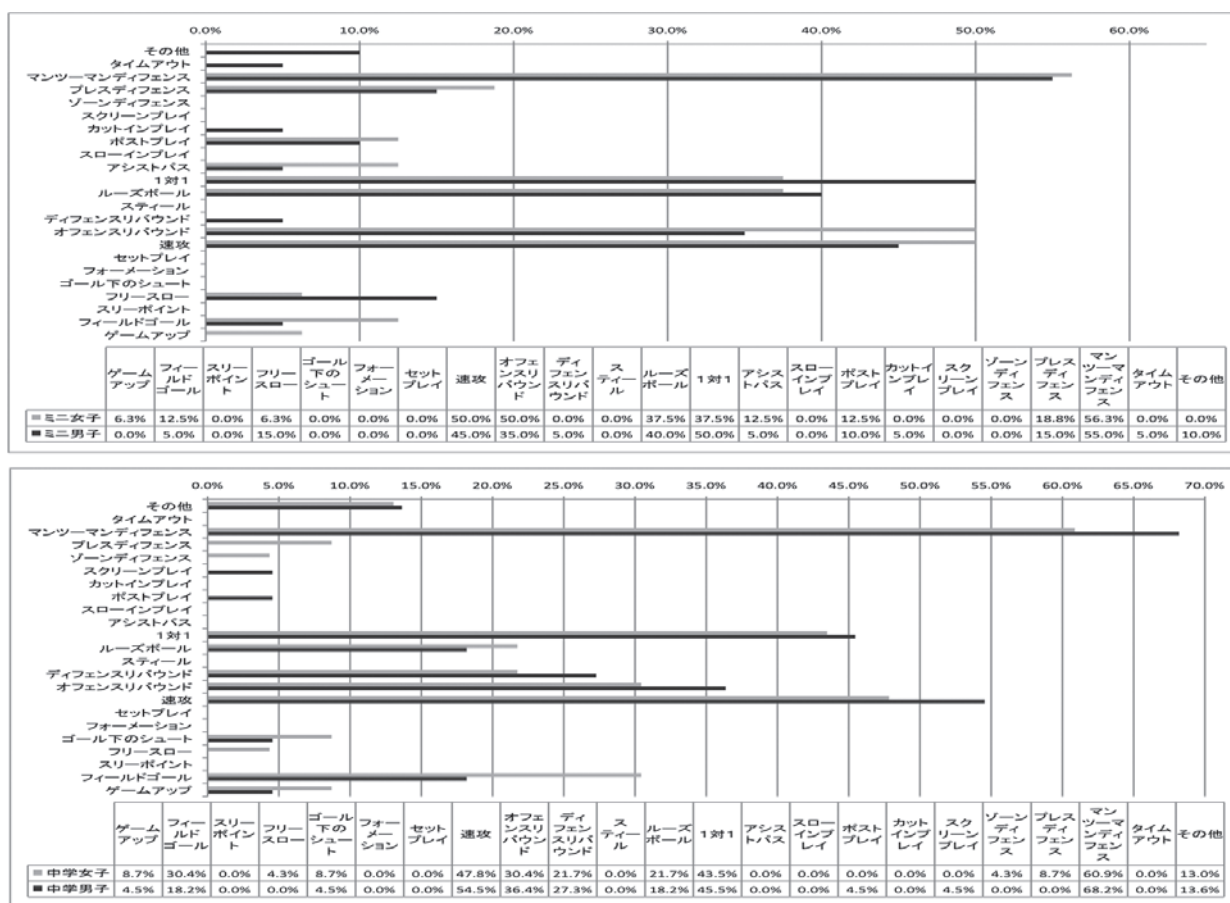 0.0% 10.0% 20.0% 30.0% 40.0% 50.0% 60.0%
その他
タイムアウト
マンツーマンディフェンス
プレスディフェンス
ゾーンディフェンス
スクリーンプレイ
カットインプレイ
ポストプレイ
スローインプレイ
アシストパス
1対1
ルーズボール
スティール
ディフェンスリバウンド
オフェンスリバウンド
速攻
セットプレイ
フォーメーション
ゴール下のシュート
フリースロー
スリーポイント
フィールドゴール
ゲームアップ
ゲームアップ フィールドゴール スリーポイント フリースロー ゴール下のシュート フォーメーション セットプレイ 速攻 オフェンスリバウンド ディフェンスリバウンド スティール ルーズボール 1対1 アシストパス スローインプレイ ポストプレイ カットインプレイ スクリーンプレイ ゾーンディフェンス プレスディフェンス マンツーマンディフェンス タイムアウト その他
ミニ女子 6.3% 12.5% 0.0% 6.3% 0.0% 0.0% 0.0% 50.0% 50.0% 0.0% 0.0% 37.5% 37.5% 12.5% 0.0% 12.5% 0.0% 0.0% 0.0% 18.8% 56.3% 0.0% 0.0%
ミニ男子 0.0% 5.0% 0.0% 15.0% 0.0% 0.0% 0.0% 45.0% 35.0% 5.0% 0.0% 40.0% 50.0% 5.0% 0.0% 10.0% 5.0% 0.0% 0.0% 15.0% 55.0% 5.0% 10.0%
0.0% 5.0% 10.0% 15.0% 20.0% 25.0% 30.0% 35.0% 40.0% 45.0% 50.0% 55.0% 60.0% 65.0% 70.0%
その他
タイムアウト
マンツーマンディフェンス
プレスディフェンス
ゾーンディフェンス
スクリーンプレイ
カットインプレイ
ポストプレイ
スローインプレイ
アシストパス
1対1
ルーズボール
スティール
ディフェンスリバウンド
オフェンスリバウンド
速攻
セットプレイ
フォーメーション
ゴール下のシュート
フリースロー
スリーポイント
フィールドゴール
ゲームアップ
ゲームアップ フィールドゴール スリーポイント フリースロー ゴール下のシュート フォーメーション セットプレイ 速攻 オフェンスリバウンド ディフェンスリバウンド スティール ルーズボール 1対1 アシストパス スローインプレイ ポストプレイ カットインプレイ スクリーンプレイ ゾーンディフェンス プレスディフェンス マンツーマンディフェンス タイムアウト その他
中学女子 8.7% 30.4% 0.0% 4.3% 8.7% 0.0% 0.0% 47.8% 30.4% 21.7% 0.0% 21.7% 43.5% 0.0% 0.0% 0.0% 0.0% 0.0% 4.3% 8.7% 60.9% 0.0% 13.0%
中学男子 4.5% 18.2% 0.0% 0.0% 4.5% 0.0% 0.0% 54.5% 36.4% 27.3% 0.0% 18.2% 45.5% 0.0% 0.0% 4.5% 0.0% 4.5% 0.0% 0.0% 68.2% 0.0% 13.6%